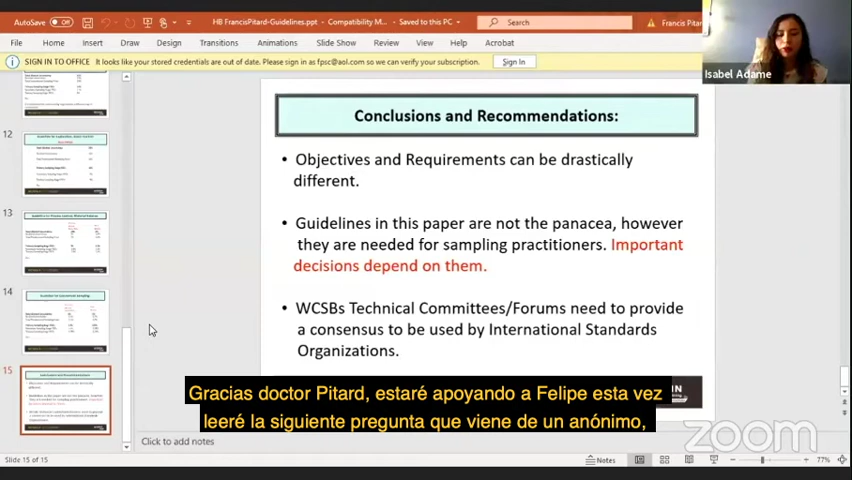 AutoSave Off
HB FrancisPitard-Guidelines.ppt - Compatibility M... - Saved to this PC
Search
Francis Pitard
File Home Insert Draw Design Transitions Animations Slide Show Review View Help Acrobat
SIGN IN TO OFFICE It looks like your stored credentials are out of date. Please sign in as fpsc@aol.com so we can verify your subscription. Sign In
Isabel Adame
12
13
14
15
Conclusions and Recommendations:
• Objectives and Requirements can be drastically
different.
• Guidelines in this paper are not the panacea, however
they are needed for sampling practitioners. Important
decisions depend on them.
• WCSBs Technical Committees/Forums need to provide
a consensus to be used by International Standards
Organizations.
Gracias doctor Pitard, estaré apoyando a Felipe esta vez
leeré la siguiente pregunta que viene de un anónimo,
zoom
Click to add notes
Slide 15 of 15
Notes
77%